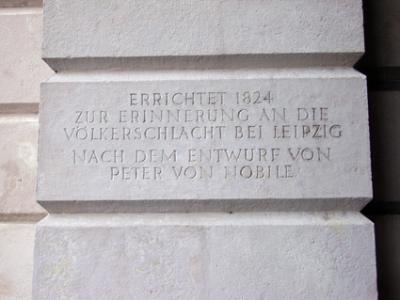 ERRICHTET 1824
ZUR ERINNERUNG AN DIE
VÖLKERSCHLACHT BEI LEIPZIG
NACH DEM ENTWURF VON
PETER VON NOBILE